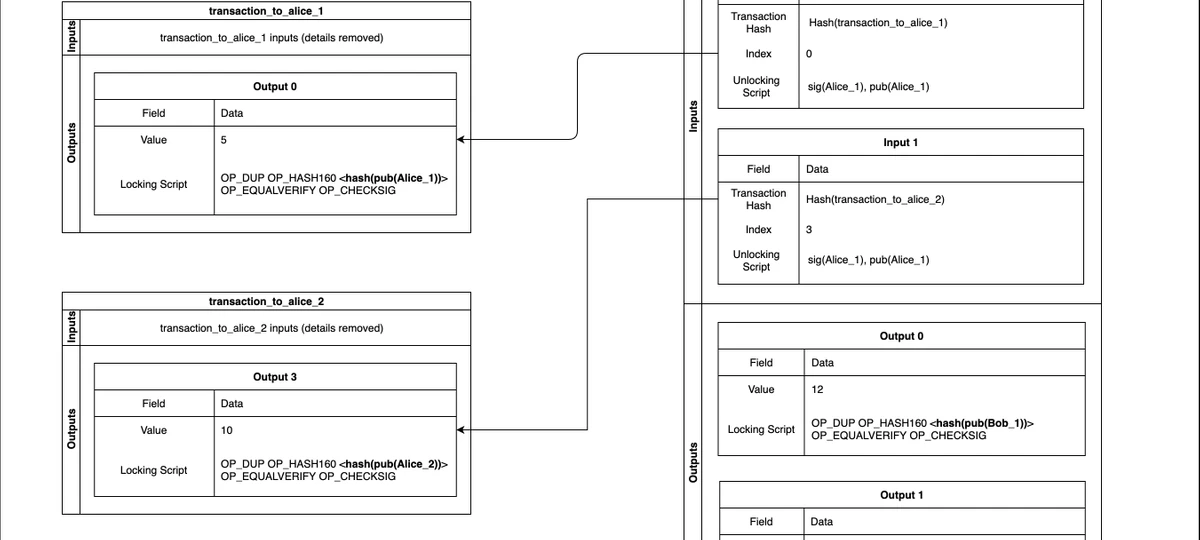 transaction_to_alice_1
Inputs
transaction_to_alice_1 inputs (details removed)
Outputs
Output 0
Field Data
Value 5
Locking Script OP_DUP OP_HASH160 <hash(pub(Alice_1))>
OP_EQUALVERIFY OP_CHECKSIG
transaction_to_alice_2
Inputs
transaction_to_alice_2 inputs (details removed)
Outputs
Output 3
Field Data
Value 10
Locking Script OP_DUP OP_HASH160 <hash(pub(Alice_2))>
OP_EQUALVERIFY OP_CHECKSIG
Inputs
Transaction
Hash
Hash(transaction_to_alice_1)
Index 0
Unlocking
Script
sig(Alice_1), pub(Alice_1)
Input 1
Field Data
Transaction
Hash
Hash(transaction_to_alice_2)
Index 3
Unlocking
Script
sig(Alice_1), pub(Alice_1)
Outputs
Output 0
Field Data
Value 12
Locking Script OP_DUP OP_HASH160 <hash(pub(Bob_1))>
OP_EQUALVERIFY OP_CHECKSIG
Output 1
Field Data